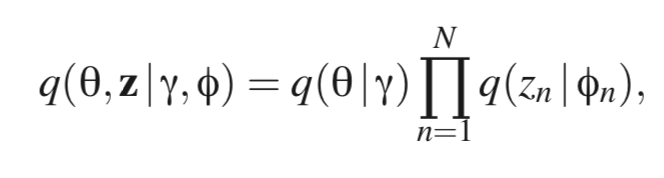 q(θ, z | γ, ϕ) = q(θ | γ) ∏_{n=1}^{N} q(z_n | ϕ_n),